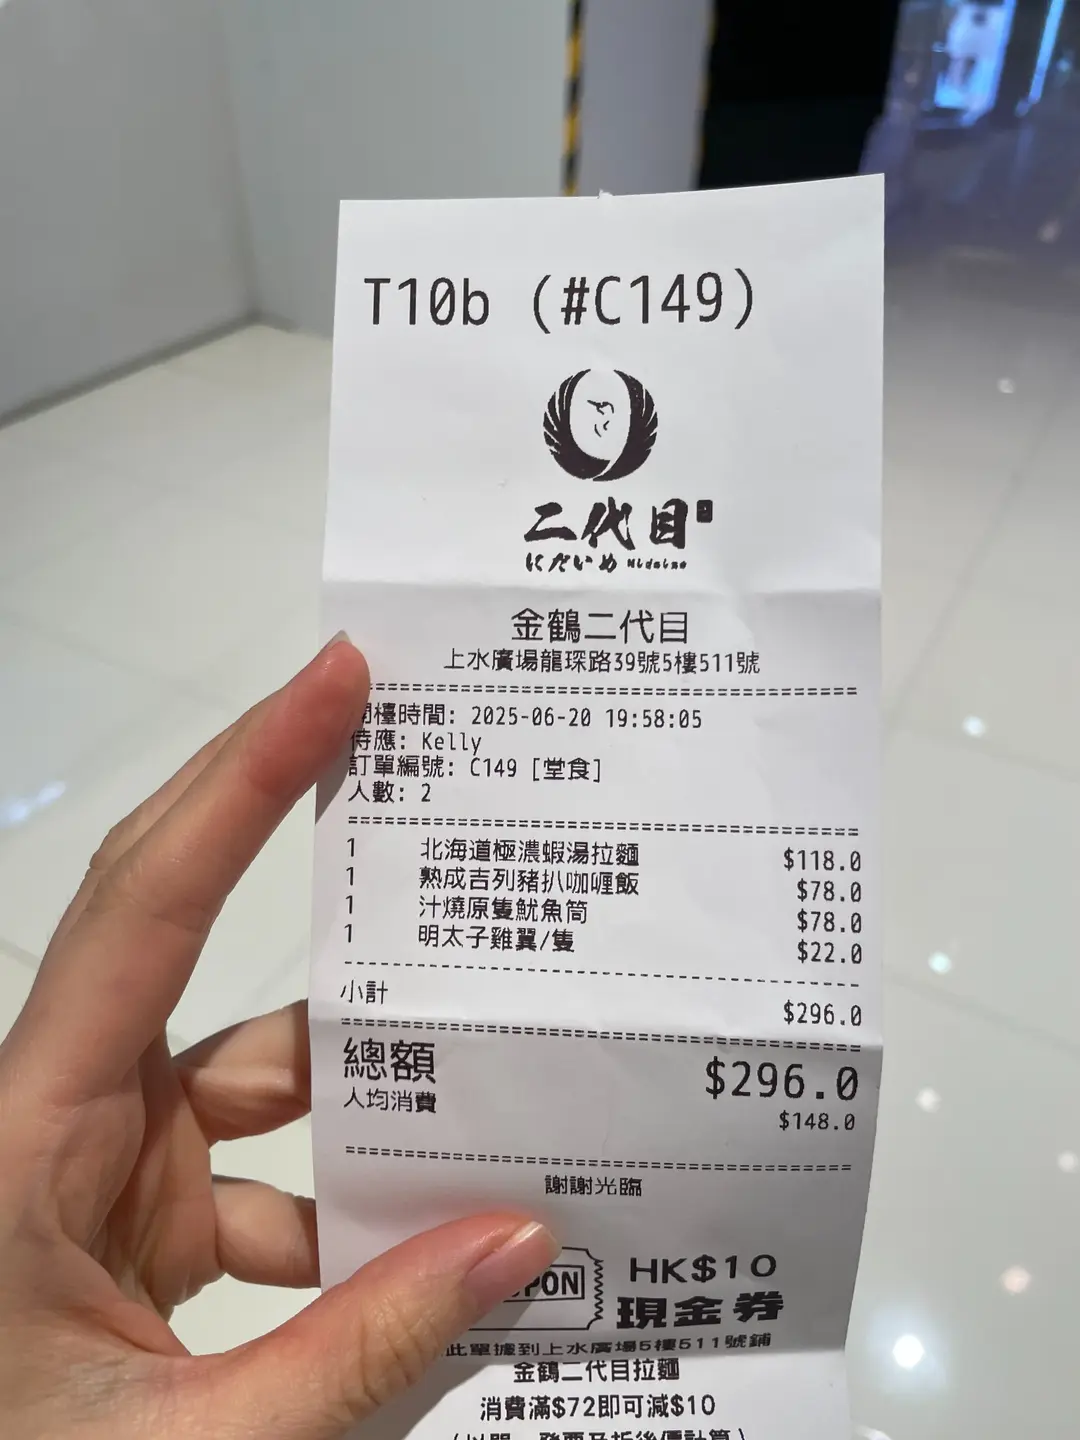 T10b (#C149)
二代目
にだいめ Nidaime
金鶴二代目
上水廣場龍琛路39號5樓511號
開檯時間: 2025-06-20 19:58:05
侍應: Kelly
訂單編號: C149 [堂食]
人數: 2
1 北海道極濃蝦湯拉麵 $118.0
1 熟成吉列豬扒咖喱飯 $78.0
1 汁燒原隻魷魚筒 $78.0
1 明太子雞翼/隻 $22.0
小計 $296.0
總額 $296.0
人均消費 $148.0
謝謝光臨
HK$10
現金券
此單據到上水廣場5樓511號鋪
金鶴二代目拉麵
消費滿$72即可減$10